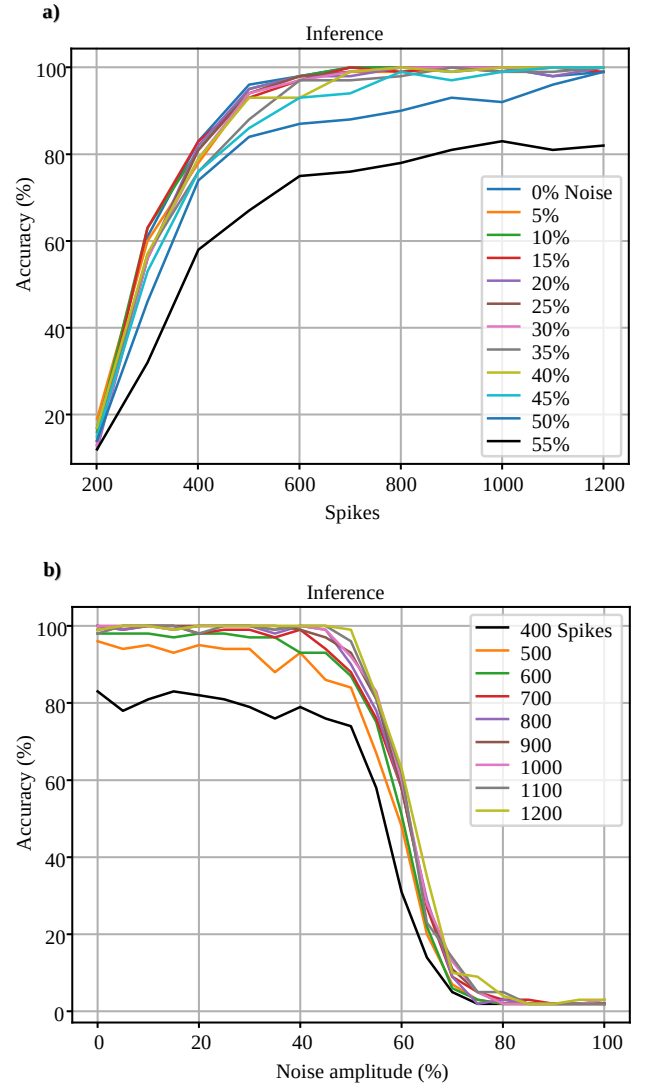 a)
Inference
100
80
60
40
20
Accuracy (%)
0% Noise
5%
10%
15%
20%
25%
30%
35%
40%
45%
50%
55%
200 400 600 800 1000 1200
Spikes
b)
Inference
100
80
60
40
20
0
Accuracy (%)
400 Spikes
500
600
700
800
900
1000
1100
1200
0 20 40 60 80 100
Noise amplitude (%)